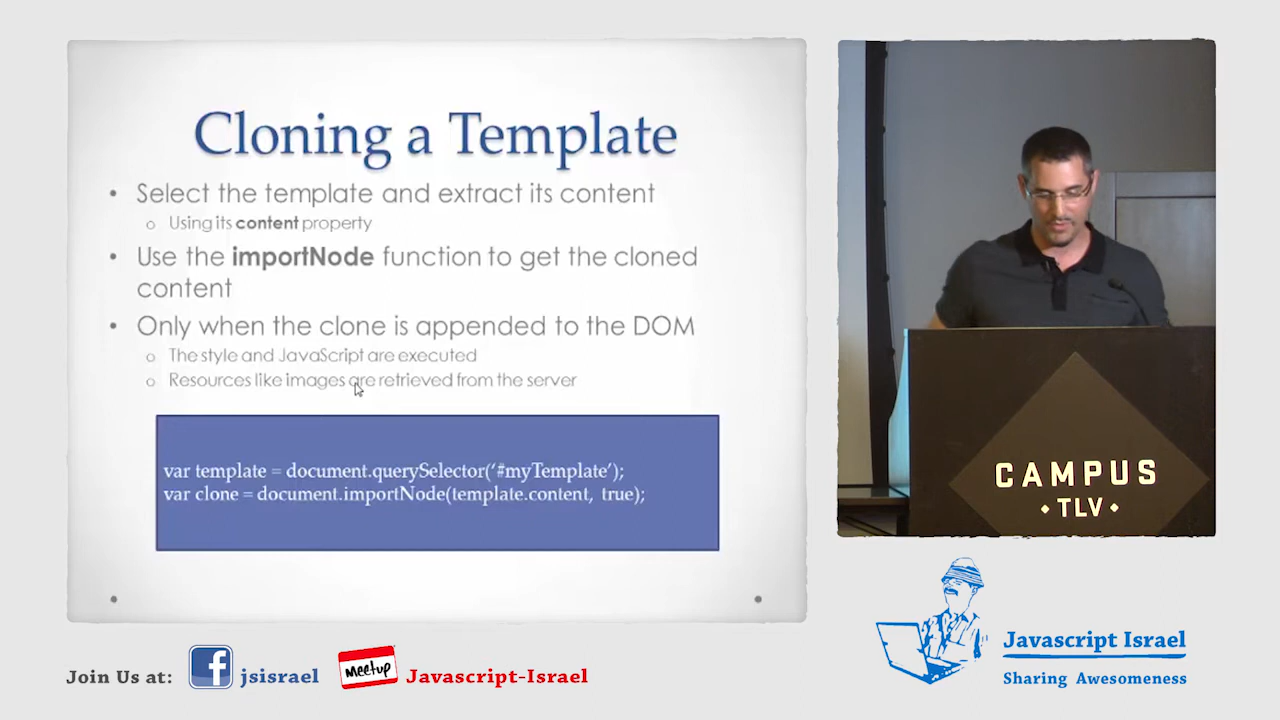 Cloning a Template
• Select the template and extract its content
o Using its content property
• Use the importNode function to get the cloned
content
• Only when the clone is appended to the DOM
o The style and JavaScript are executed
o Resources like images are retrieved from the server
var template = document.querySelector(‘#myTemplate’);
var clone = document.importNode(template.content, true);
CAMPUS
TLV
Javascript Israel
Sharing Awesomeness
Join Us at: f jsisrael Meetup Javascript-Israel